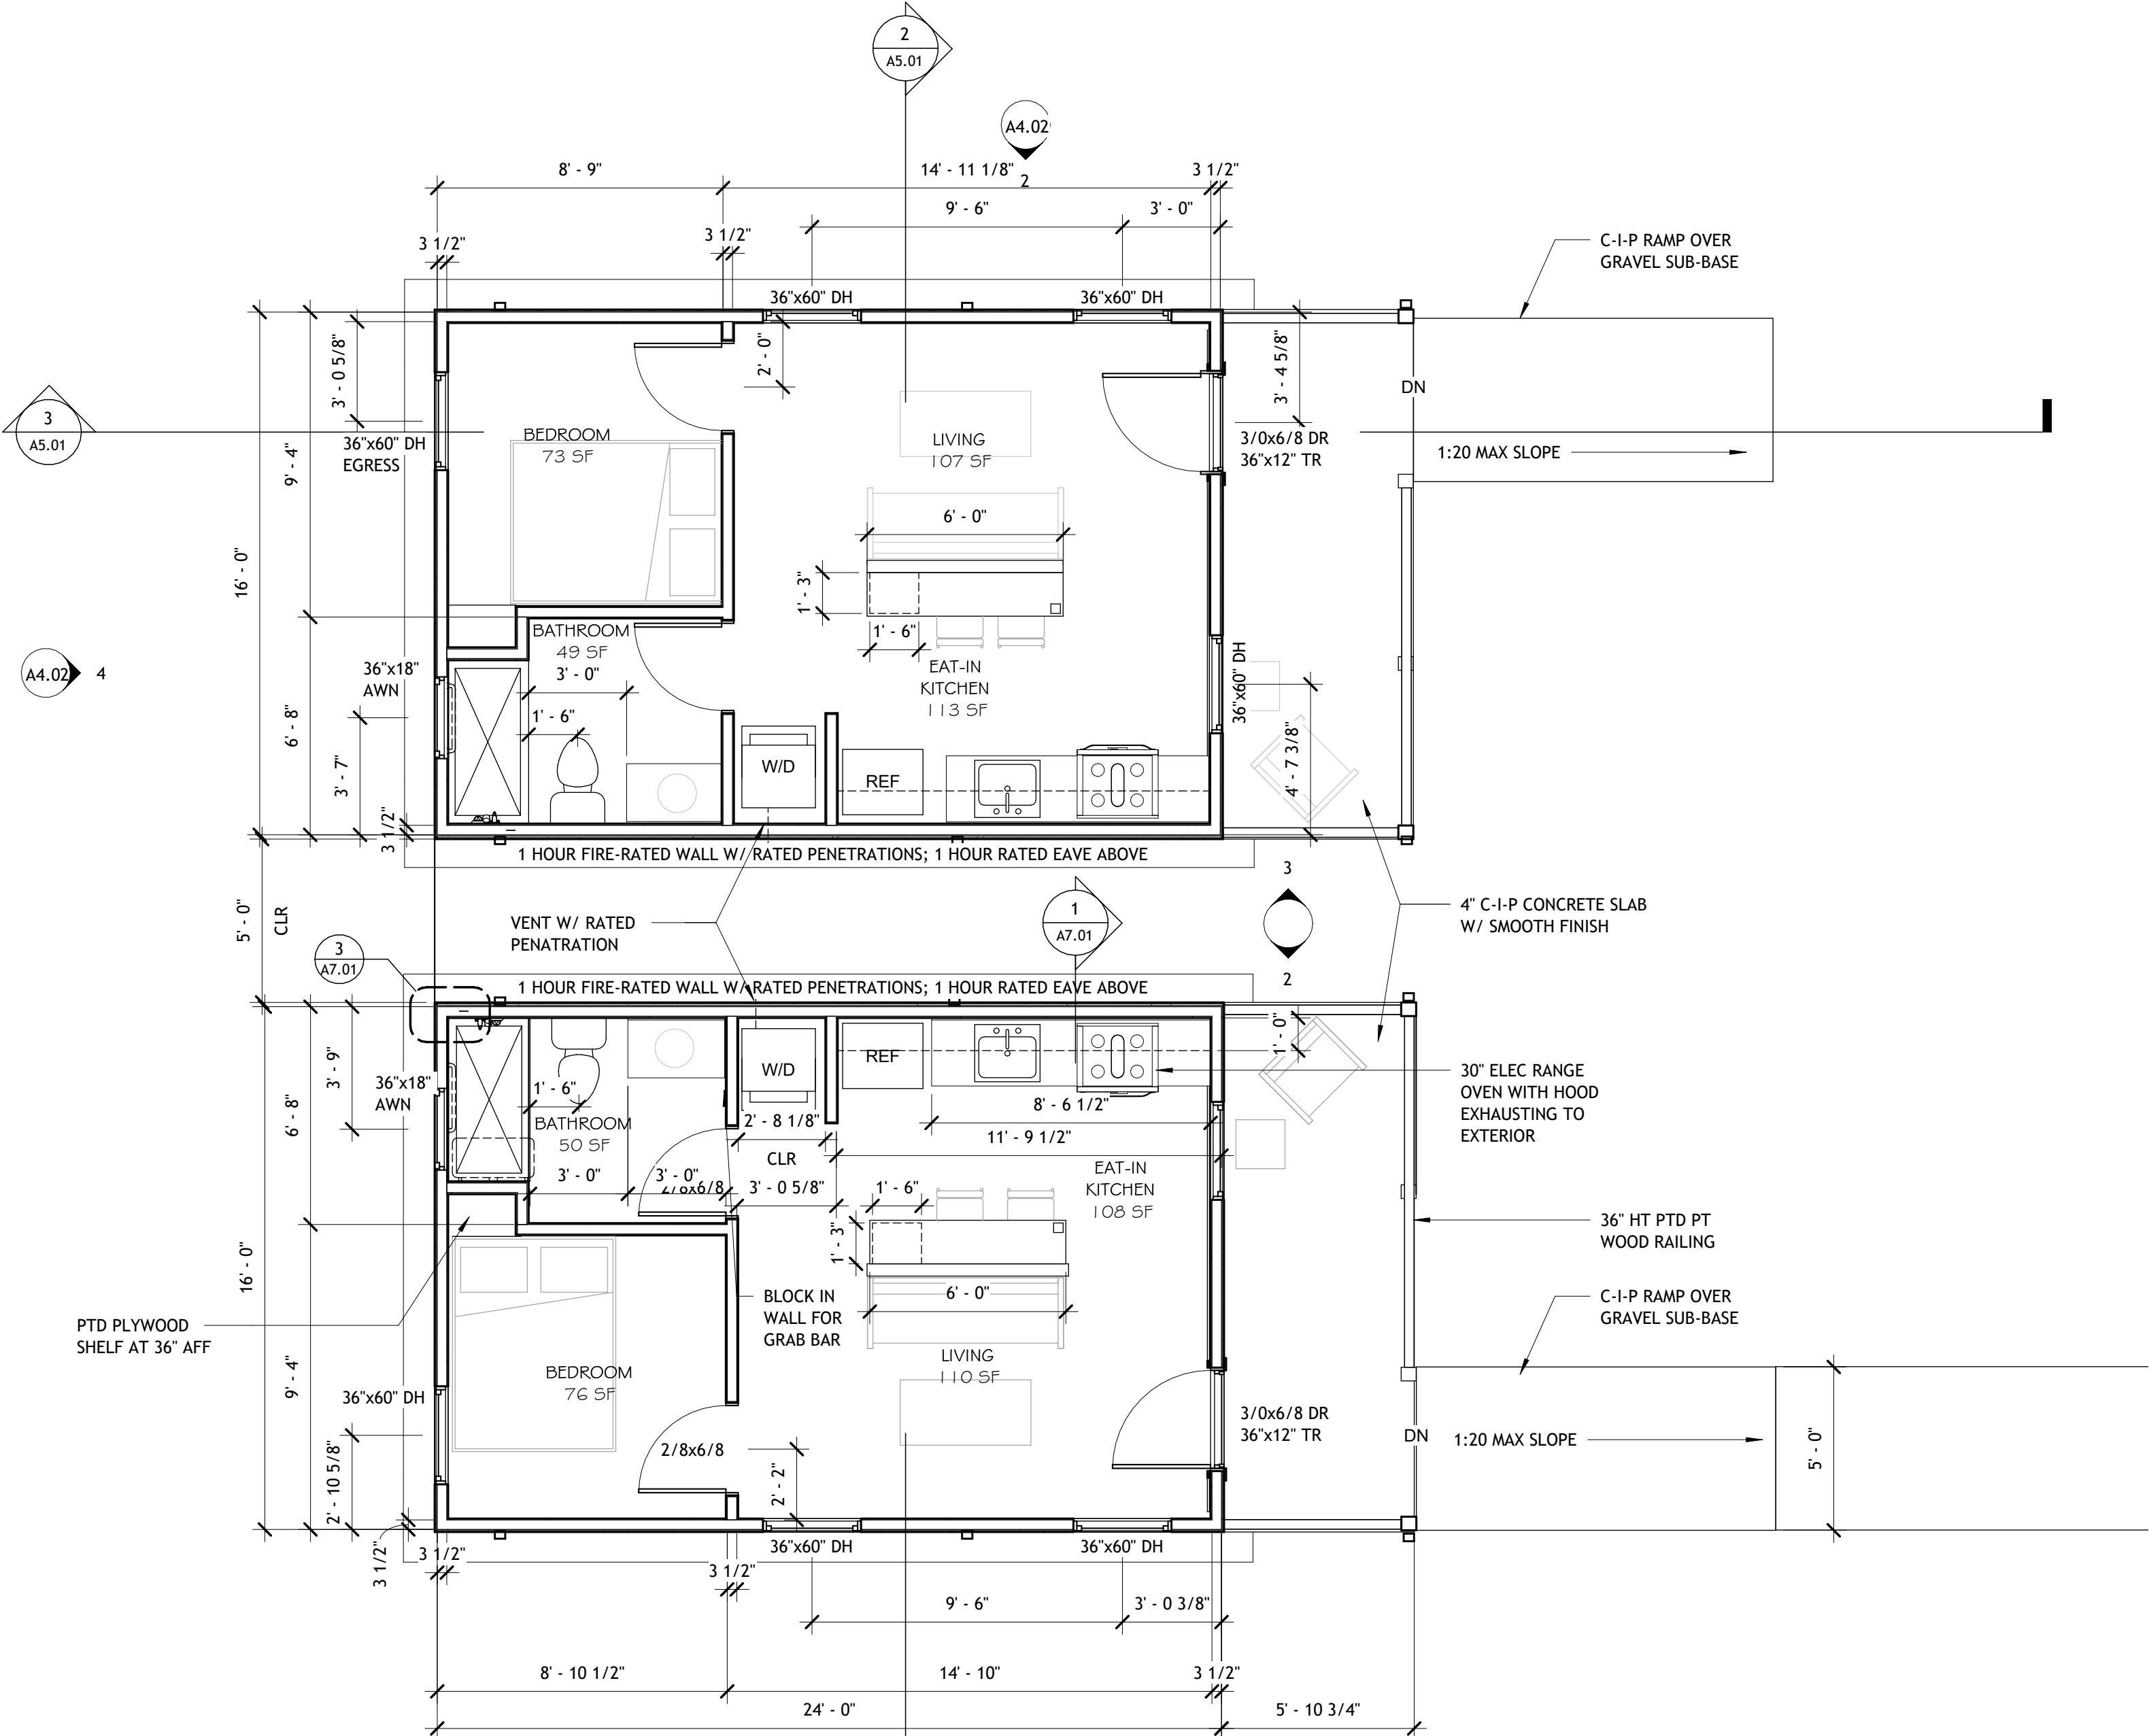 2
A5.01
A4.02
2
8' - 9"
14' - 11 1/8"
3 1/2"
9' - 6"
3' - 0"
3 1/2"
3 1/2"
C-I-P RAMP OVER
GRAVEL SUB-BASE
36"x60" DH
36"x60" DH
3' - 0 5/8"
2' - 0"
3' - 4 5/8"
DN
3
A5.01
36"x60" DH
EGRESS
BEDROOM
73 SF
LIVING
107 SF
3/0x6/8 DR
36"x12" TR
1:20 MAX SLOPE
9' - 4"
16' - 0"
6' - 0"
1' - 3"
1' - 6"
BATHROOM
49 SF
3' - 0"
1' - 6"
EAT-IN
KITCHEN
113 SF
36"x60" DH
A4.02
4
36"x18"
AWN
6' - 8"
3' - 7"
3 1/2"
W/D
REF
4' - 7 3/8"
1 HOUR FIRE-RATED WALL W/ RATED PENETRATIONS; 1 HOUR RATED EAVE ABOVE
5' - 0"
CLR
VENT W/ RATED
PENATRATION
1
A7.01
3
2
4" C-I-P CONCRETE SLAB
W/ SMOOTH FINISH
3
A7.01
1 HOUR FIRE-RATED WALL W/ RATED PENETRATIONS; 1 HOUR RATED EAVE ABOVE
3' - 9"
36"x18"
AWN
6' - 8"
1' - 6"
BATHROOM
50 SF
3' - 0"
3' - 0"
2/8x6/8
W/D
REF
1' - 0"
2' - 8 1/8"
CLR
3' - 0 5/8"
8' - 6 1/2"
11' - 9 1/2"
1' - 6"
1' - 3"
EAT-IN
KITCHEN
108 SF
30" ELEC RANGE
OVEN WITH HOOD
EXHAUSTING TO
EXTERIOR
36" HT PTD PT
WOOD RAILING
16' - 0"
6' - 0"
BLOCK IN
WALL FOR
GRAB BAR
C-I-P RAMP OVER
GRAVEL SUB-BASE
PTD PLYWOOD
SHELF AT 36" AFF
9' - 4"
36"x60" DH
BEDROOM
76 SF
LIVING
110 SF
3/0x6/8 DR
36"x12" TR
DN
1:20 MAX SLOPE
5' - 0"
2' - 10 5/8"
2/8x6/8
2' - 2"
3 1/2"
3 1/2"
3 1/2"
36"x60" DH
36"x60" DH
9' - 6"
3' - 0 3/8"
8' - 10 1/2"
14' - 10"
3 1/2"
24' - 0"
5' - 10 3/4"